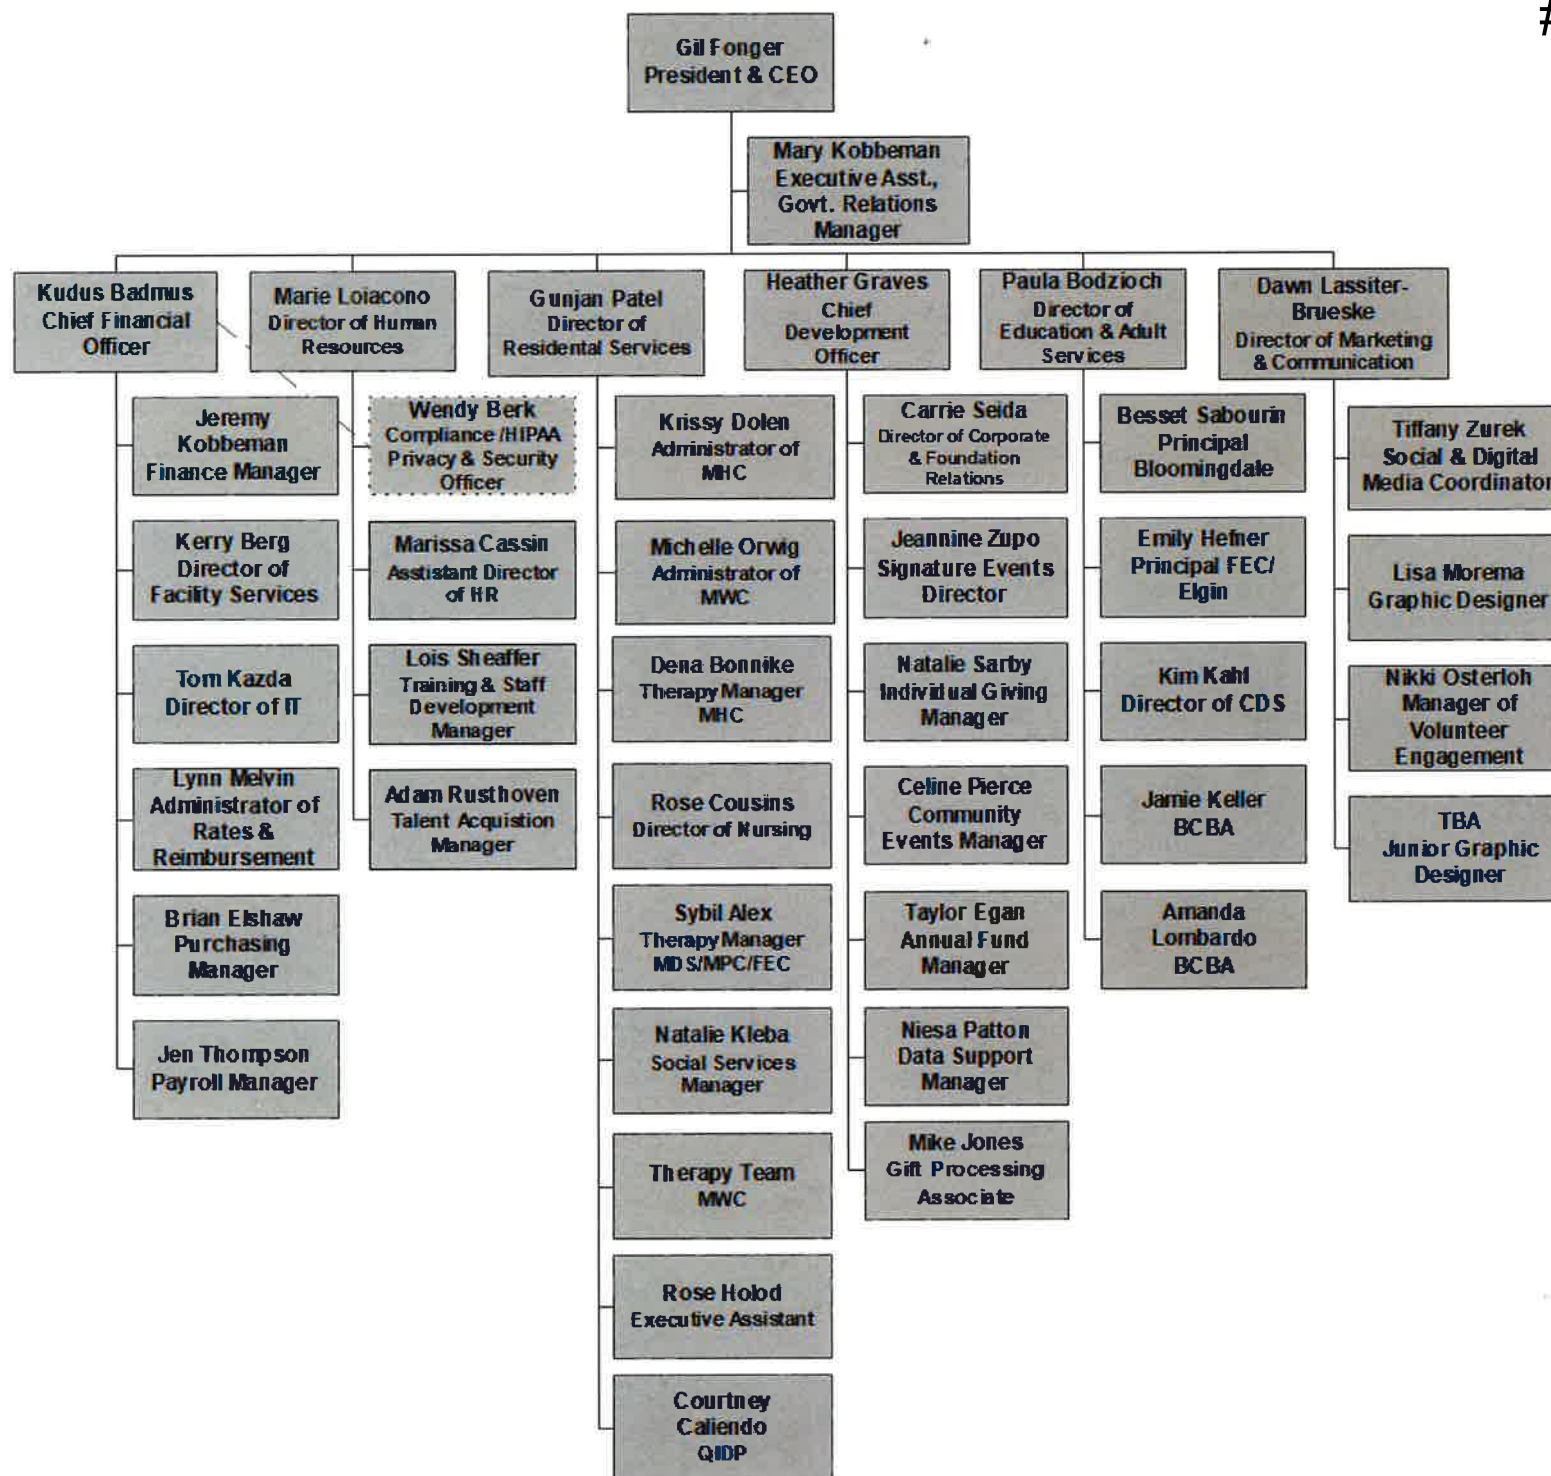 #
Gil Fonger
President & CEO
Mary Kobbeman
Executive Asst.,
Govt. Relations
Manager
Kudus Badmus
Chief Financial
Officer
Marie Loiacono
Director of Human
Resources
Gunjan Patel
Director of
Residental Services
Heather Graves
Chief
Development
Officer
Paula Bodzioch
Director of
Education & Adult
Services
Dawn Lassiter-
Brueske
Director of Marketing
& Communication
Jeremy
Kobbeman
Finance Manager
Kerry Berg
Director of
Facility Services
Tom Kazda
Director of IT
Lynn Melvin
Administrator of
Rates &
Reimbursement
Brian Elshaw
Purchasing
Manager
Jen Thompson
Payroll Manager
Wendy Berk
Compliance /HIPAA
Privacy & Security
Officer
Marissa Cassin
Asstistant Director
of HR
Lois Sheaffer
Training & Staff
Development
Manager
Adam Rusthoven
Talent Acquistion
Manager
Krissy Dolen
Administrator of
MHC
Michelle Orwig
Administrator of
MWC
Dena Bonnike
Therapy Manager
MHC
Rose Cousins
Director of Nursing
Sybil Alex
Therapy Manager
MDS/MPC/FEC
Natalie Kleba
Social Services
Manager
Therapy Team
MWC
Rose Holod
Executive Assistant
Courtney
Caliendo
QIDP
Carrie Seida
Director of Corporate
& Foundation
Relations
Jeannine Zupo
Signature Events
Director
Natalie Sarby
Individual Giving
Manager
Celine Pierce
Community
Events Manager
Taylor Egan
Annual Fund
Manager
Niesa Patton
Data Support
Manager
Mike Jones
Gift Processing
Associate
Besset Sabourin
Principal
Bloomingdale
Emily Hefner
Principal FEC/
Elgin
Kim Kahl
Director of CDS
Jamie Keller
BCBA
Amanda
Lombardo
BCBA
Tiffany Zurek
Social & Digital
Media Coordinator
Lisa Morema
Graphic Designer
Nikki Osterloh
Manager of
Volunteer
Engagement
TBA
Junior Graphic
Designer